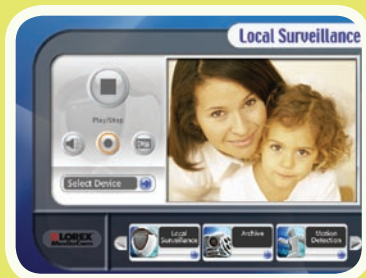 Local Surveillance
Play/Stop
Select Device
LOREX
Local
Surveillance
Archive
Motion
Detection